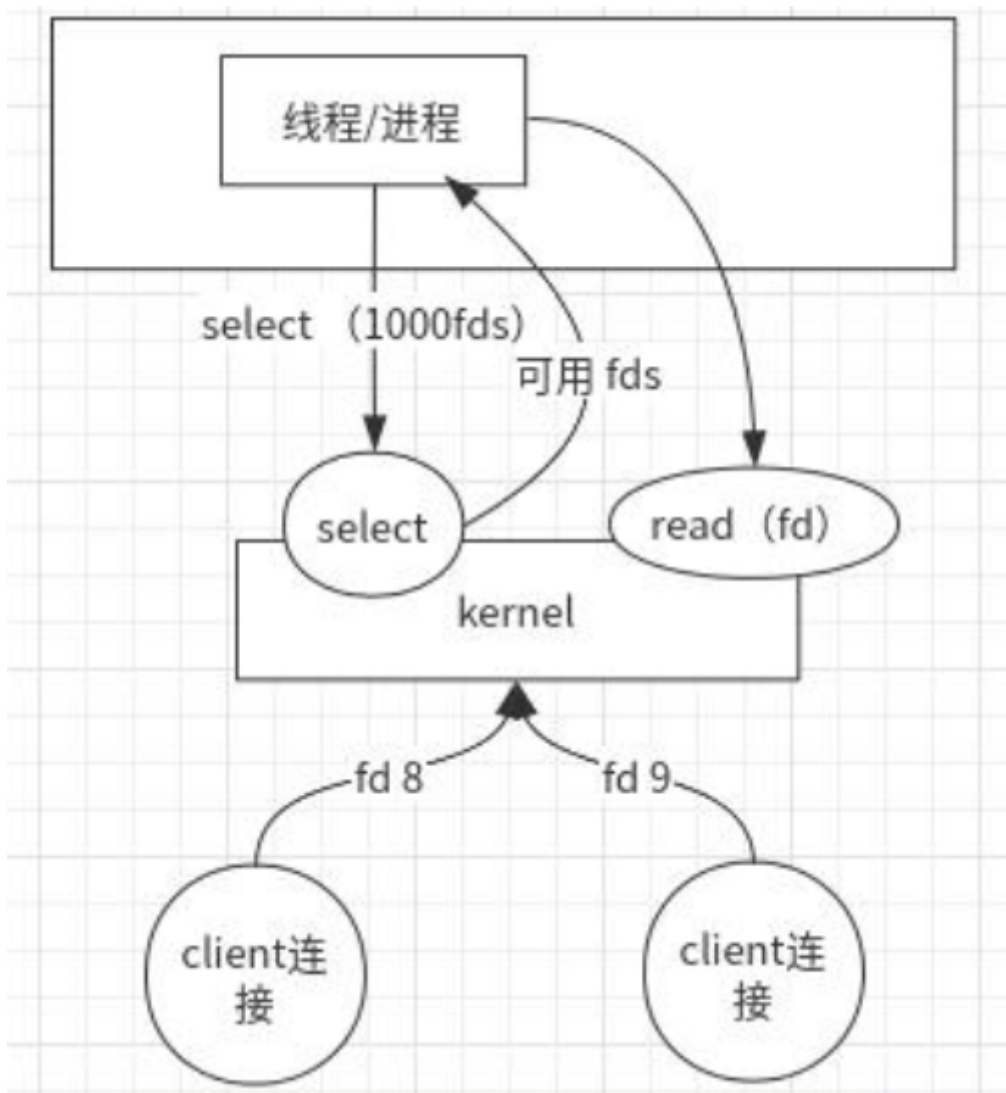 线程/进程
select （1000fds）
可用 fds
select
read（fd）
kernel
fd 8
fd 9
client连
接
client连
接